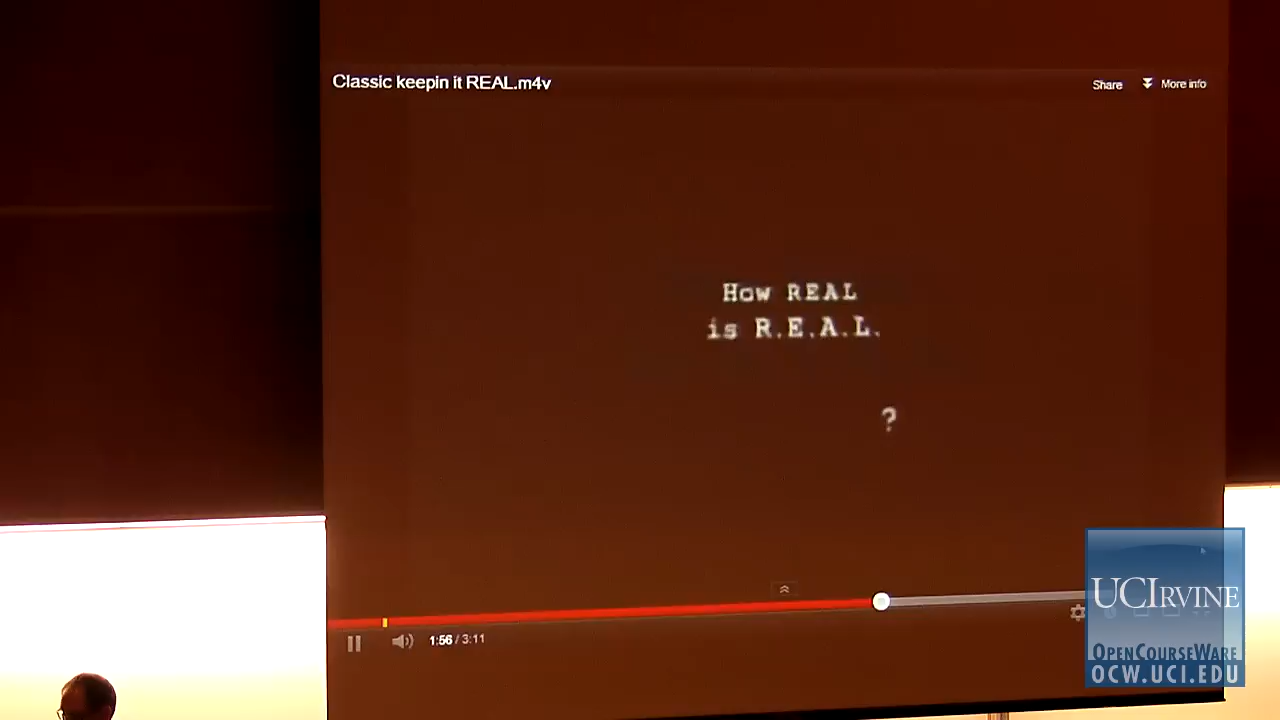 Classic keepin it REAL.m4v
Share
More info
How REAL
is R.E.A.L.
?
1:56 / 3:11
UCIRVINE
OPENCOURSEWARE
OCW.UCI.EDU